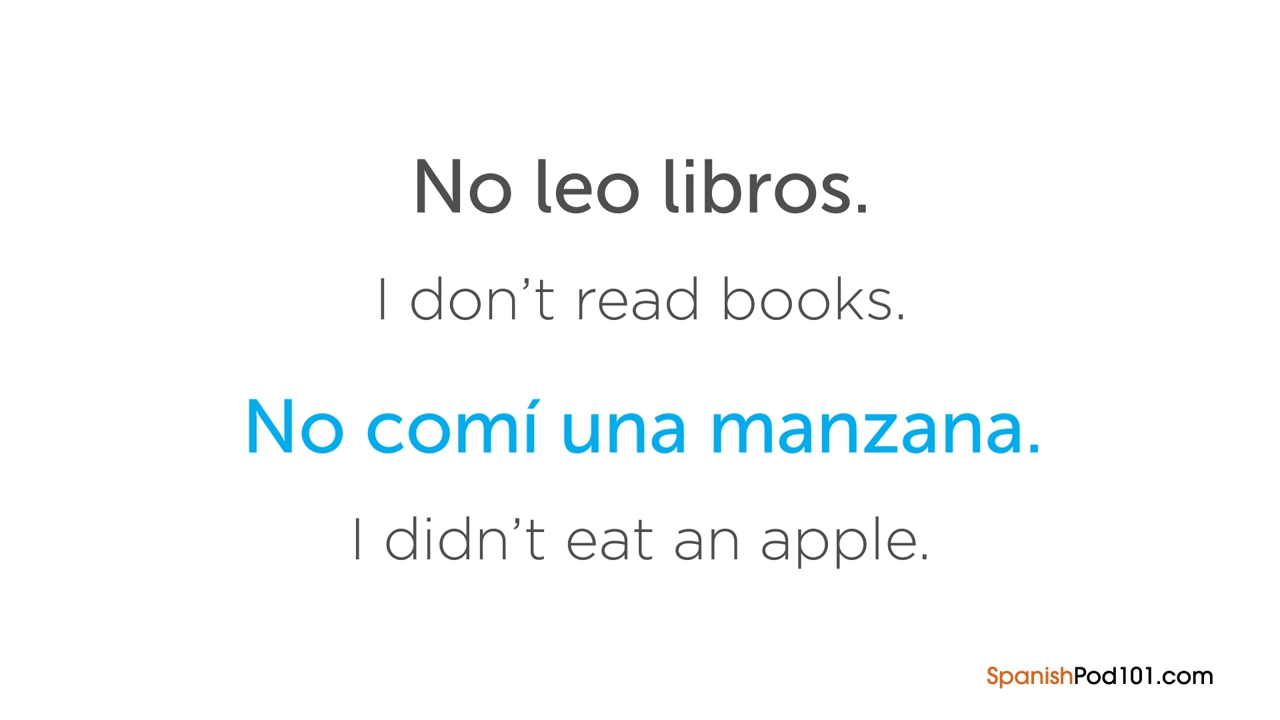 No leo libros.
I don’t read books.
No comí una manzana.
I didn’t eat an apple.
SpanishPod101.com